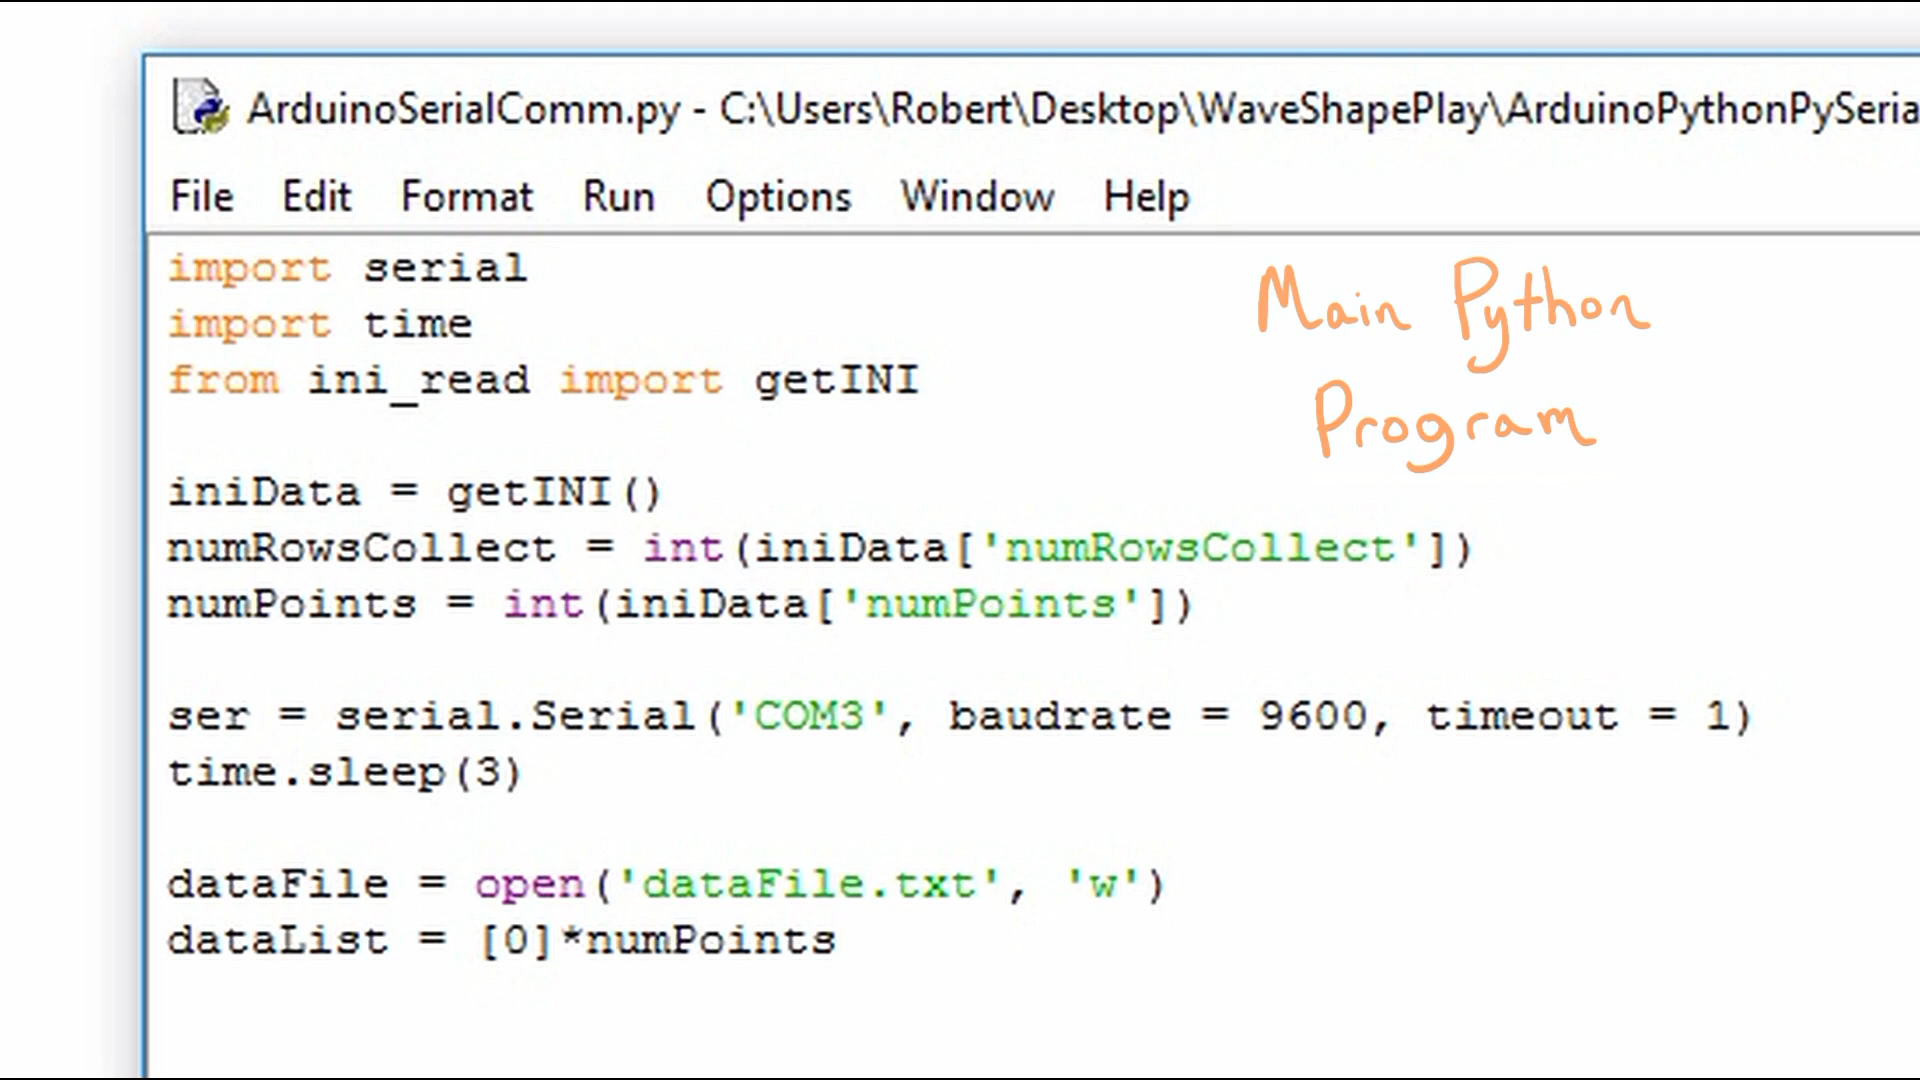 ArduinoSerialComm.py - C:\Users\Robert\Desktop\WaveShapePlay\ArduinoPythonPySeria
File Edit Format Run Options Window Help
import serial
import time
from ini_read import getINI
Main Python
Program
iniData = getINI()
numRowsCollect = int(iniData['numRowsCollect'])
numPoints = int(iniData['numPoints'])
ser = serial.Serial('COM3', baudrate = 9600, timeout = 1)
time.sleep(3)
dataFile = open('dataFile.txt', 'w')
dataList = [0]*numPoints